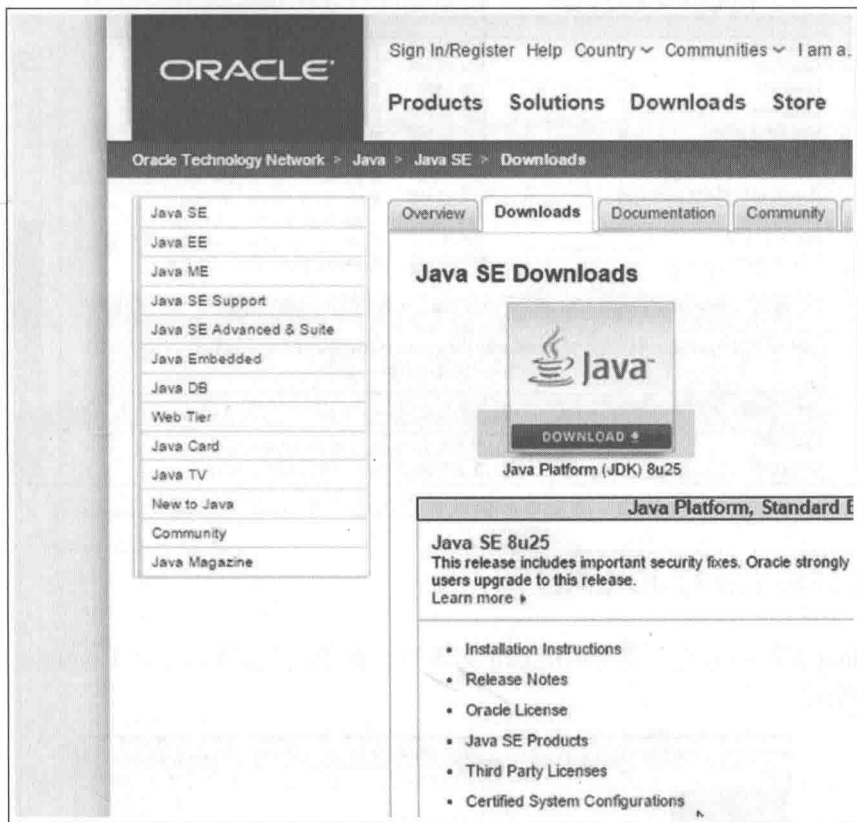 ORACLE
Sign In/Register Help Country Communities I am a.
Products Solutions Downloads Store
Oracle Technology Network > Java > Java SE > Downloads
Java SE
Java EE
Java ME
Java SE Support
Java SE Advanced & Suite
Java Embedded
Java DB
Web Tier
Java Card
Java TV
New to Java
Community
Java Magazine
Overview Downloads Documentation Community
Java SE Downloads
Java
DOWNLOAD
Java Platform (JDK) 8u25
Java Platform, Standard E
Java SE 8u25
This release includes important security fixes. Oracle strongly
users upgrade to this release.
Learn more
• Installation Instructions
• Release Notes
• Oracle License
• Java SE Products
• Third Party Licenses
• Certified System Configurations